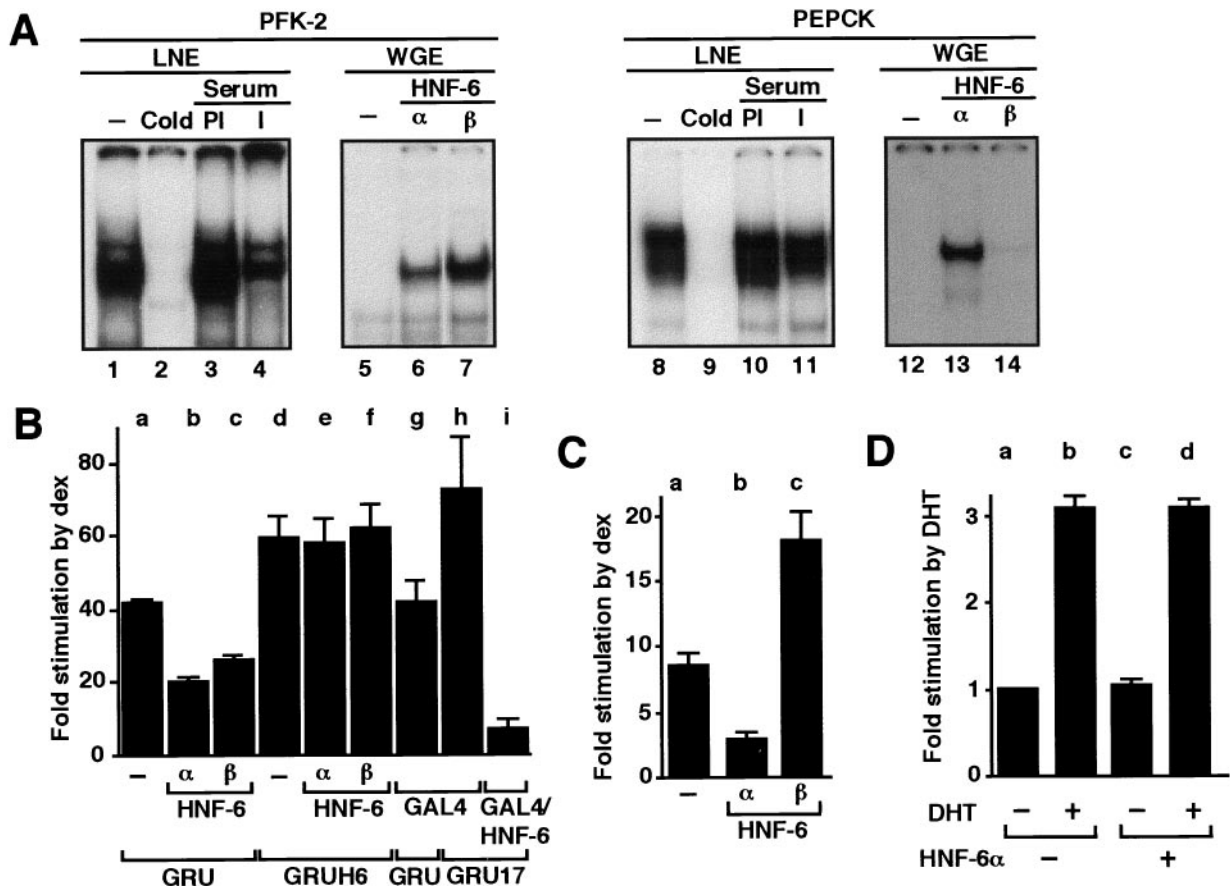 A
PFK-2
PEPCK
LNE
WGE
LNE
WGE
Serum
HNF-6
Serum
HNF-6
– Cold PI I
– α β
– Cold PI I
– α β
1 2 3 4
5 6 7
8 9 10 11
12 13 14
B
a b c d e f g h i
Fold stimulation by dex
80
60
40
20
0
– α β – α β
HNF-6
HNF-6
GAL4
GAL4/
HNF-6
GRU
GRUH6
GRU
GRU17
C
a b c
Fold stimulation by dex
20
15
10
5
0
– α β
HNF-6
D
a b c d
Fold stimulation by DHT
3
2
1
0
DHT – + – +
HNF-6α – +